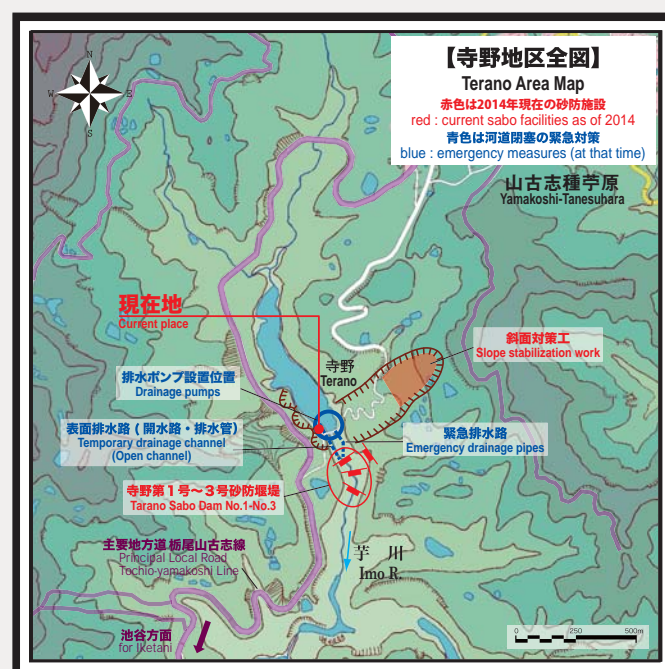 【寺野地区全図】
Terano Area Map
赤色は2014年現在の砂防施設
red : current sabo facilities as of 2014
青色は河道閉塞の緊急対策
blue : emergency measures (at that time)
N
W
E
S
山古志種苧原
Yamakoshi-Tanesuhara
現在地
Current place
斜面対策工
Slope stabilization work
寺野
Terano
排水ポンプ設置位置
Drainage pumps
表面排水路 ( 開水路・排水管 )
Temporary drainage channel
(Open channel)
緊急排水路
Emergency drainage pipes
寺野第1号～3号砂防堰堤
Tarano Sabo Dam No.1-No.3
主要地方道 栃尾山古志線
Principal Local Road
Tochio-yamakoshi Line
芋 川
Imo R.
池谷方面
for Iketani
0 250 500m